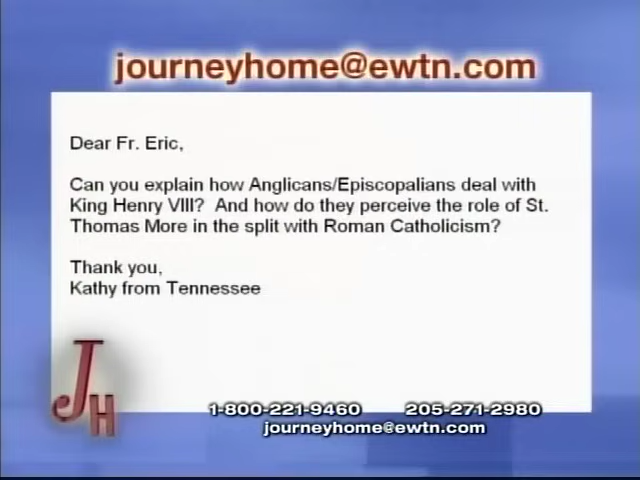 journeyhome@ewtn.com
Dear Fr. Eric,
Can you explain how Anglicans/Episcopalians deal with
King Henry VIII?  And how do they perceive the role of St.
Thomas More in the split with Roman Catholicism?
Thank you,
Kathy from Tennessee
JH
1-800-221-9460 205-271-2980
journeyhome@ewtn.com